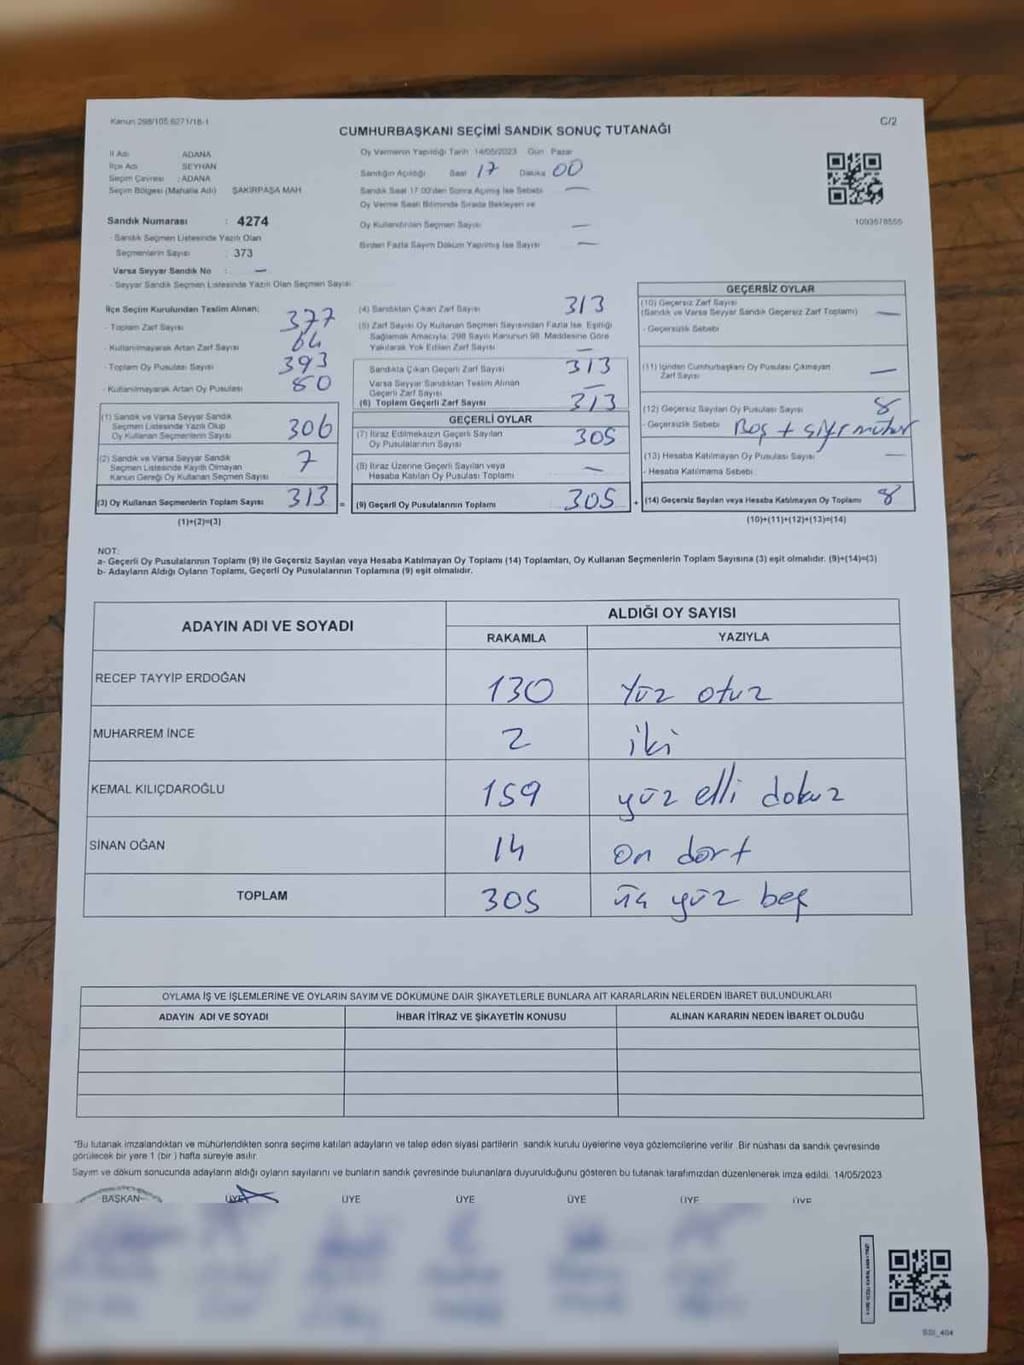 Kanun 298/105 6271/18-1
C/2
CUMHURBAŞKANI SEÇİMİ SANDIK SONUÇ TUTANAĞI
İl Adı ADANA
İlçe Adı SEYHAN
Seçim Çevresi : ADANA
Seçim Bölgesi (Mahalle Adı) ŞAKİRPAŞA MAH
Sandık Numarası : 4274
- Sandık Seçmen Listesinde Yazılı Olan
Seçmenlerin Sayısı : 373
Varsa Seyyar Sandık No : —
- Seyyar Sandık Seçmen Listesinde Yazılı Olan Seçmen Sayısı:
Oy Vermenin Yapıldığı Tarih 14/05/2023 Gün Pazar
Sandığın Açıldığı Saat 17 Dakika 00
Sandık Saat 17.00'den Sonra Açılmış İse Sebebi —
Oy Verme Saati Bitiminde Sırada Bekleyen ve
Oy Kullandırılan Seçmen Sayısı —
Birden Fazla Sayım Döküm Yapılmış İse Sayısı —
1093678555
İlçe Seçim Kurulundan Teslim Alınan:
- Toplam Zarf Sayısı 377
- Kullanılmayarak Artan Zarf Sayısı 64
- Toplam Oy Pusulası Sayısı 393
- Kullanılmayarak Artan Oy Pusulası 80
(1) Sandık ve Varsa Seyyar Sandık
Seçmen Listesinde Yazılı Olup
Oy Kullanan Seçmenlerin Sayısı 306
(2) Sandık ve Varsa Seyyar Sandık
Seçmen Listesinde Kayıtlı Olmayan
Kanun Gereği Oy Kullanan Seçmen Sayısı 7
(3) Oy Kullanan Seçmenlerin Toplam Sayısı 313 =
(1)+(2)=(3)
(4) Sandıktan Çıkan Zarf Sayısı 313
(5) Zarf Sayısı Oy Kullanan Seçmen Sayısından Fazla İse, Eşitliği
Sağlamak Amacıyla, 298 Sayılı Kanunun 98. Maddesine Göre
Yakılarak Yok Edilen Zarf Sayısı —
Sandıkta Çıkan Geçerli Zarf Sayısı 313
Varsa Seyyar Sandıktan Teslim Alınan
Geçerli Zarf Sayısı —
(6) Toplam Geçerli Zarf Sayısı 313
GEÇERLİ OYLAR
(7) İtiraz Edilmeksizin Geçerli Sayılan
Oy Pusulalarının Sayısı 305
(8) İtiraz Üzerine Geçerli Sayılan veya
Hesaba Katılan Oy Pusulası Toplamı —
(9) Geçerli Oy Pusulalarının Toplamı 305 +
GEÇERSİZ OYLAR
(10) Geçersiz Zarf Sayısı
(Sandık ve Varsa Seyyar Sandık Geçersiz Zarf Toplamı) —
- Geçersizlik Sebebi
(11) İçinden Cumhurbaşkanı Oy Pusulası Çıkmayan
Zarf Sayısı —
(12) Geçersiz Sayılan Oy Pusulası Sayısı 8
- Geçersizlik Sebebi Boş +
(13) Hesaba Katılmayan Oy Pusulası Sayısı —
- Hesaba Katılmama Sebebi
(14) Geçersiz Sayılan veya Hesaba Katılmayan Oy Toplamı 8
(10)+(11)+(12)+(13)=(14)
NOT:
a- Geçerli Oy Pusulalarının Toplamı (9) ile Geçersiz Sayılan veya Hesaba Katılmayan Oy Toplamı (14) Toplamları, Oy Kullanan Seçmenlerin Toplam Sayısına (3) eşit olmalıdır. (9)+(14)=(3)
b- Adayların Aldığı Oyların Toplamı, Geçerli Oy Pusulalarının Toplamına (9) eşit olmalıdır.
ADAYIN ADI VE SOYADI
ALDIĞI OY SAYISI
RAKAMLA YAZIYLA
RECEP TAYYİP ERDOĞAN 130 Yüz otuz
MUHARREM İNCE 2 iki
KEMAL KILIÇDAROĞLU 159 yüz elli dokuz
SİNAN OĞAN 14 on dört
TOPLAM 305 üç yüz beş
OYLAMA İŞ VE İŞLEMLERİNE VE OYLARIN SAYIM VE DÖKÜMÜNE DAİR ŞİKAYETLERLE BUNLARA AİT KARARLARIN NELERDEN İBARET BULUNDUKLARI
ADAYIN ADI VE SOYADI İHBAR İTİRAZ VE ŞİKAYETİN KONUSU ALINAN KARARIN NEDEN İBARET OLDUĞU
*Bu tutanak imzalandıktan ve mühürlendikten sonra seçime katılan adayların ve talep eden siyasi partilerin sandık kurulu üyelerine veya gözlemcilerine verilir. Bir nüshası da sandık çevresinde
görülecek bir yere 1 (bir) hafta süreyle asılır.
Sayım ve döküm sonucunda adayların aldığı oyların sayılarını ve bunların sandık çevresinde bulunanlara duyurulduğunu gösteren bu tutanak tarafımızdan düzenlenerek imza edildi. 14/05/2023
BAŞKAN ÜYE ÜYE ÜYE ÜYE ÜYE ÜYE